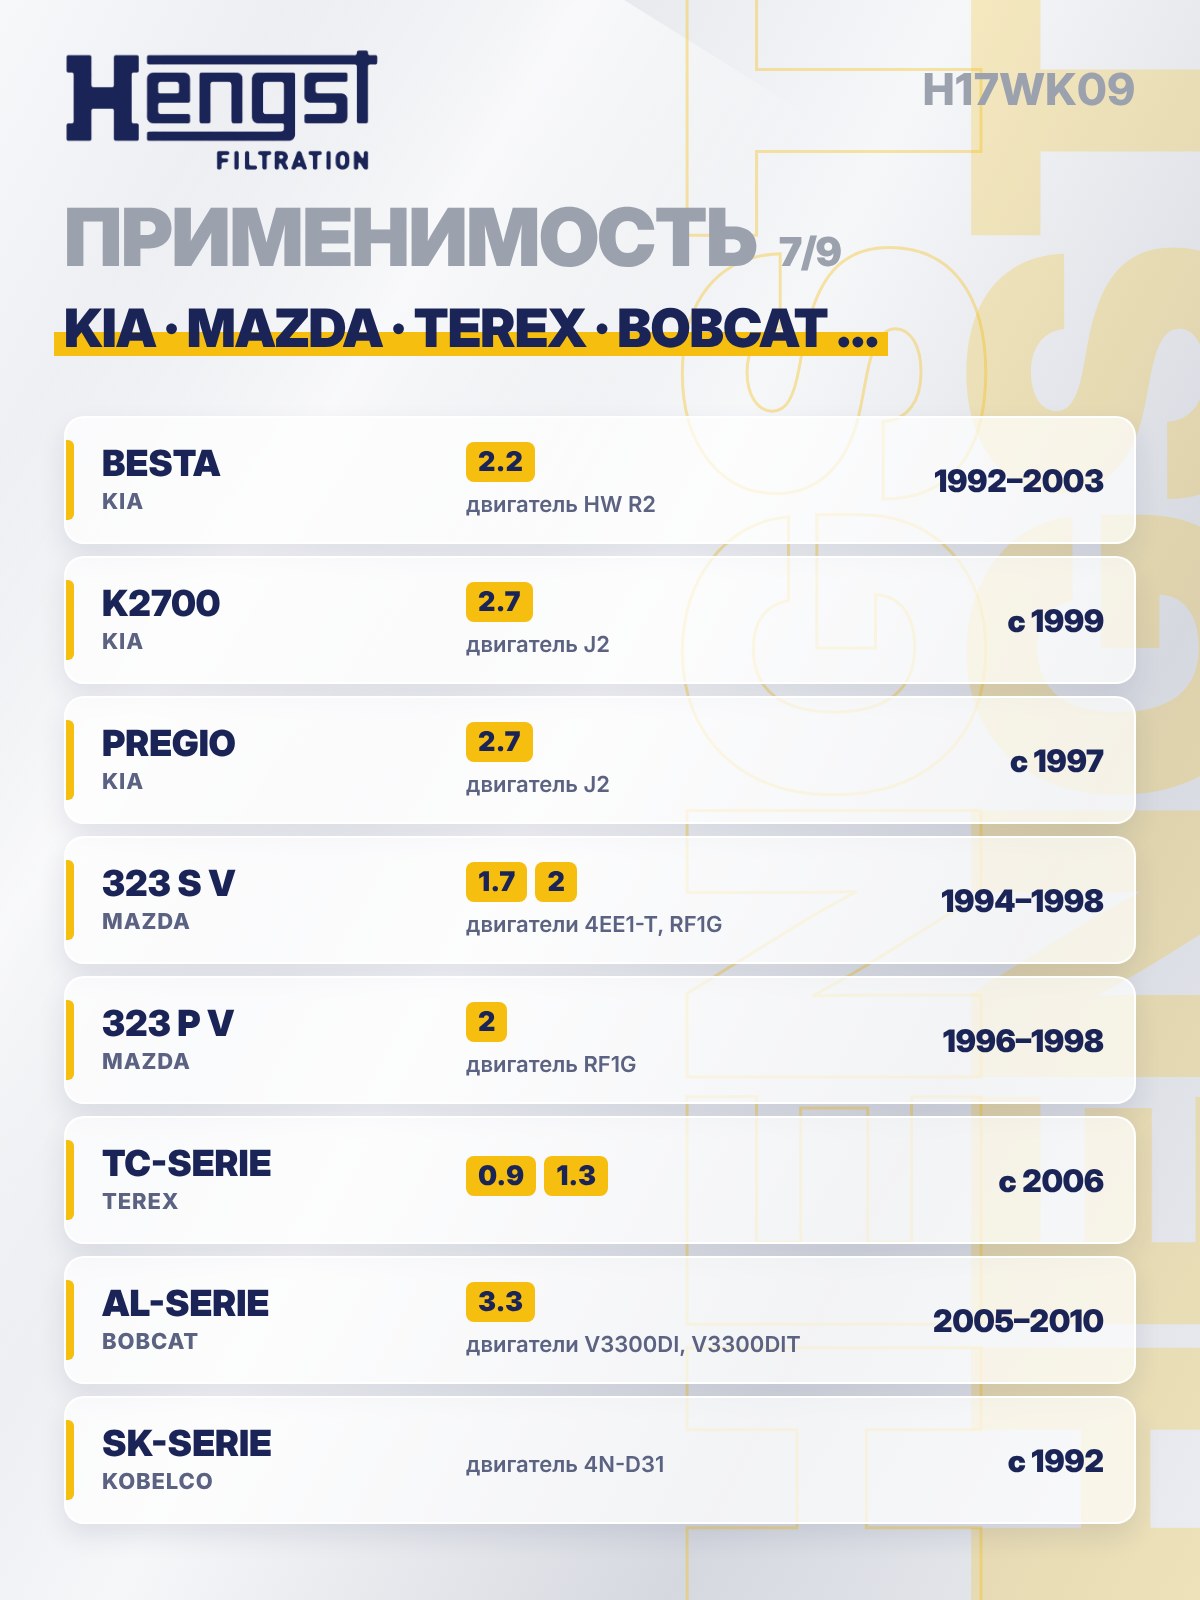 Hengst
FILTRATION
H17WK09
ПРИМЕНИМОСТЬ 7/9
KIA · MAZDA · TEREX · BOBCAT ...
BESTA
KIA
2.2
двигатель HW R2
1992–2003
K2700
KIA
2.7
двигатель J2
с 1999
PREGIO
KIA
2.7
двигатель J2
с 1997
323 S V
MAZDA
1.7 2
двигатели 4EE1-T, RF1G
1994–1998
323 P V
MAZDA
2
двигатель RF1G
1996–1998
TC-SERIE
TEREX
0.9 1.3
с 2006
AL-SERIE
BOBCAT
3.3
двигатели V3300DI, V3300DIT
2005–2010
SK-SERIE
KOBELCO
двигатель 4N-D31
с 1992
HENGST
HENGST